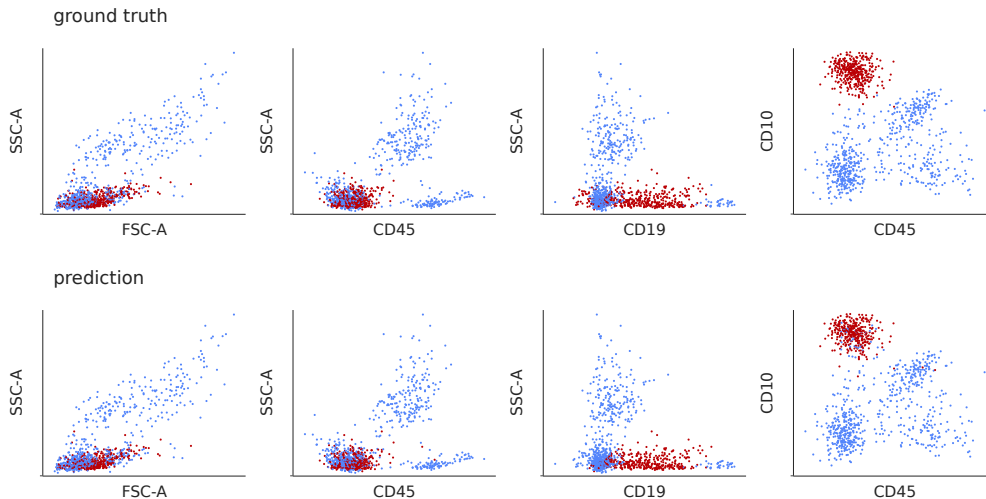 ground truth
SSC-A
FSC-A
SSC-A
CD45
SSC-A
CD19
CD10
CD45
prediction
SSC-A
FSC-A
SSC-A
CD45
SSC-A
CD19
CD10
CD45